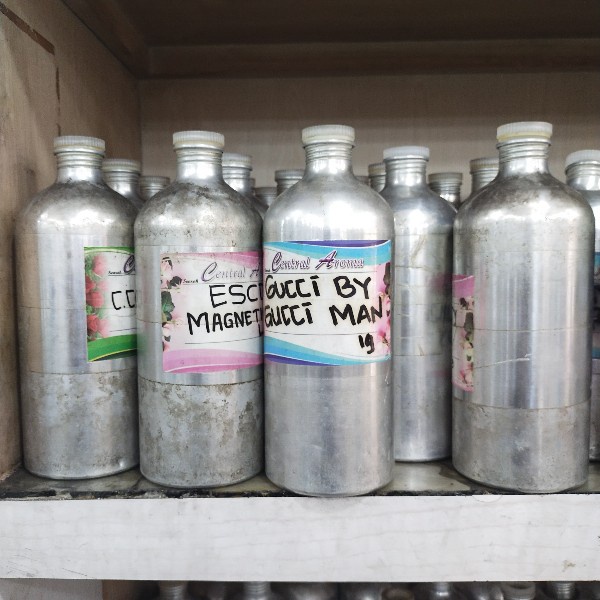 C.
Central A
ESC
MAGNET
Central Aroma
GUCCI BY
GUCCI MAN
19